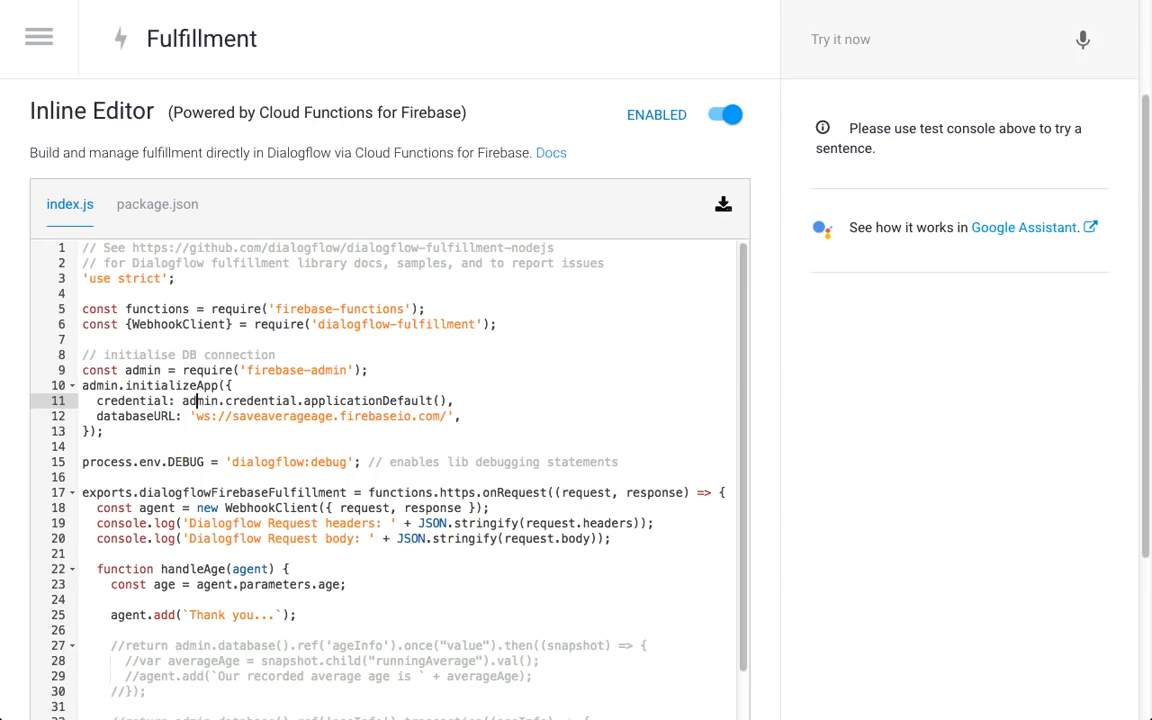 Fulfillment
Try it now
Inline Editor (Powered by Cloud Functions for Firebase)
ENABLED
Build and manage fulfillment directly in Dialogflow via Cloud Functions for Firebase. Docs
Please use test console above to try a
sentence.
See how it works in Google Assistant.
index.js package.json
1 // See https://github.com/dialogflow/dialogflow-fulfillment-nodejs
2 // for Dialogflow fulfillment library docs, samples, and to report issues
3 'use strict';
4
5 const functions = require('firebase-functions');
6 const {WebhookClient} = require('dialogflow-fulfillment');
7
8 // initialise DB connection
9 const admin = require('firebase-admin');
10 admin.initializeApp({
11 credential: admin.credential.applicationDefault(),
12 databaseURL: 'ws://saveaverageage.firebaseio.com/',
13 });
14
15 process.env.DEBUG = 'dialogflow:debug'; // enables lib debugging statements
16
17 exports.dialogflowFirebaseFulfillment = functions.https.onRequest((request, response) => {
18 const agent = new WebhookClient({ request, response });
19 console.log('Dialogflow Request headers: ' + JSON.stringify(request.headers));
20 console.log('Dialogflow Request body: ' + JSON.stringify(request.body));
21
22 function handleAge(agent) {
23 const age = agent.parameters.age;
24
25 agent.add(`Thank you...`);
26
27 //return admin.database().ref('ageInfo').once("value").then((snapshot) => {
28 //var averageAge = snapshot.child("runningAverage").val();
29 //agent.add(`Our recorded average age is ` + averageAge);
30 //});
31